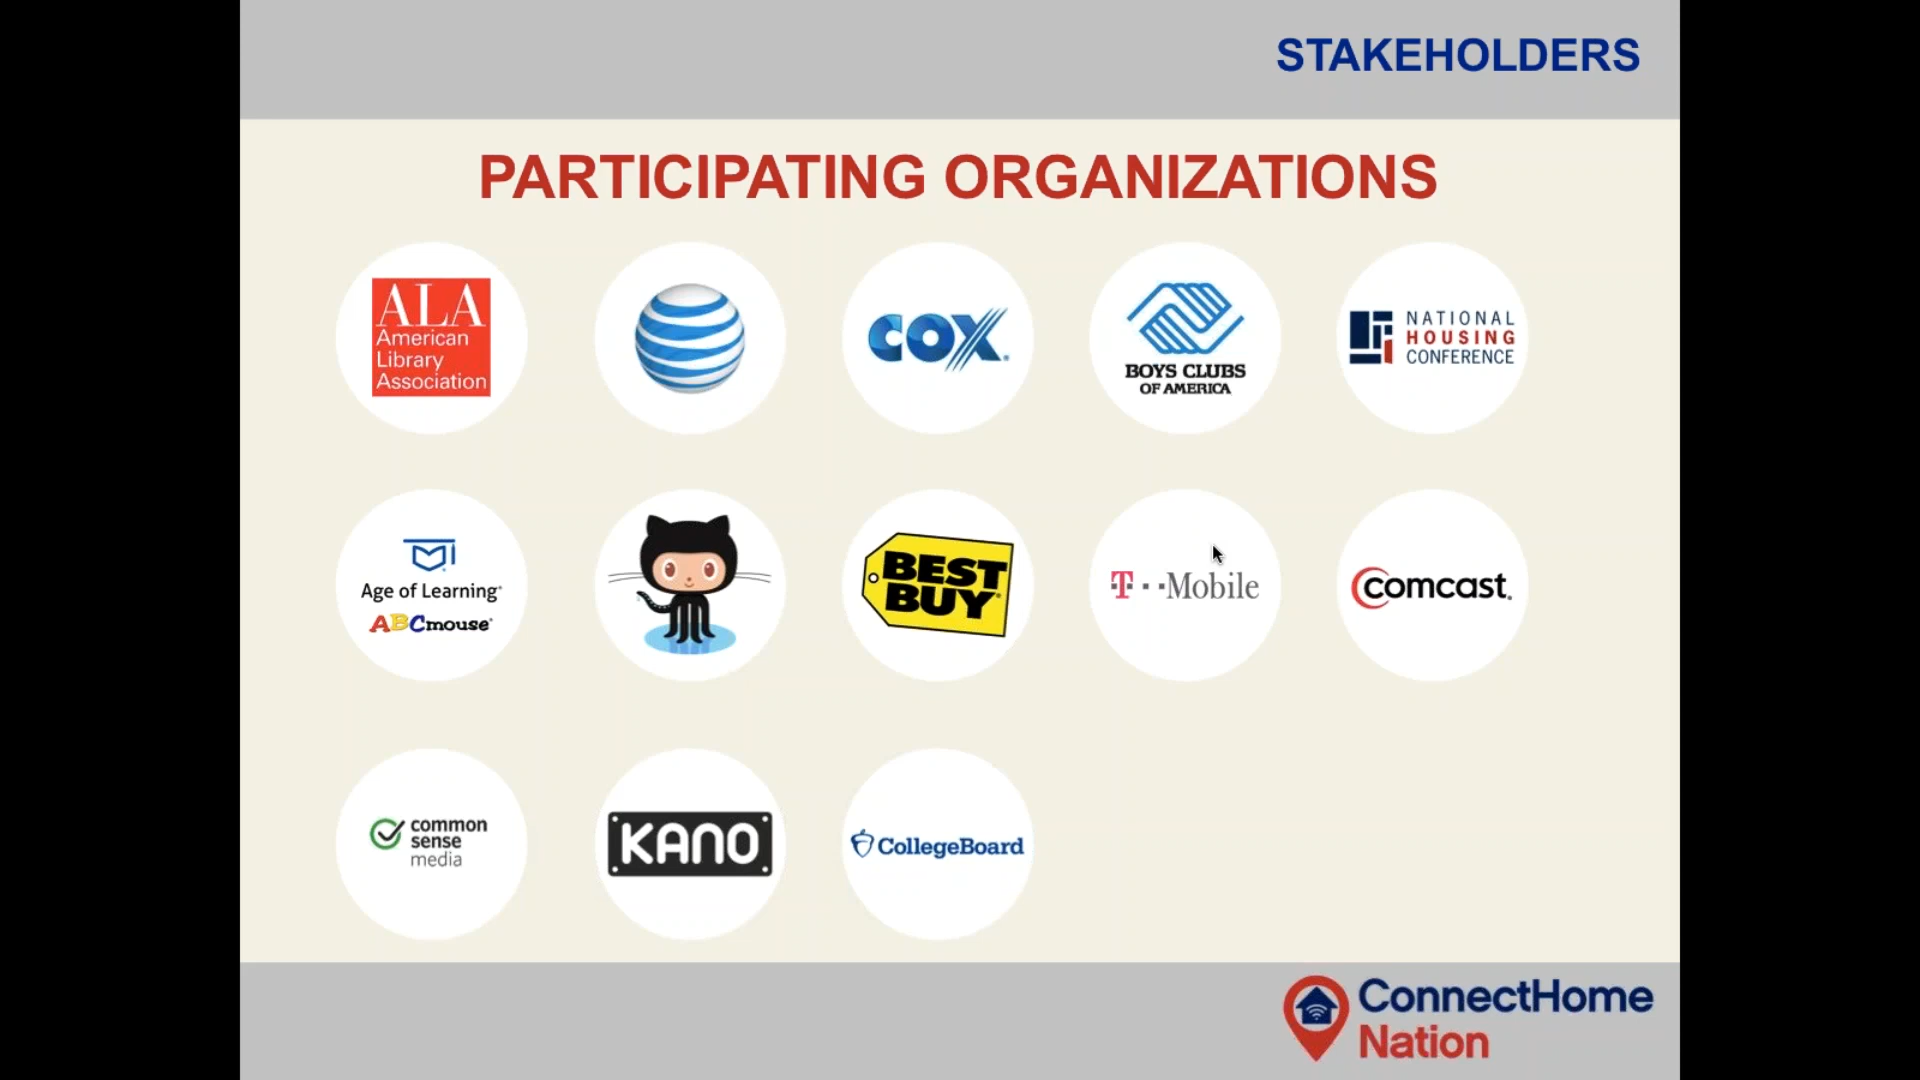 STAKEHOLDERS
PARTICIPATING ORGANIZATIONS
ALA
American
Library
Association
COX
BOYS CLUBS
OF AMERICA
NATIONAL
HOUSING
CONFERENCE
Age of Learning
ABCmouse
BEST
BUY
T··Mobile
comcast.
common
sense
media
KANO
CollegeBoard
ConnectHome
Nation